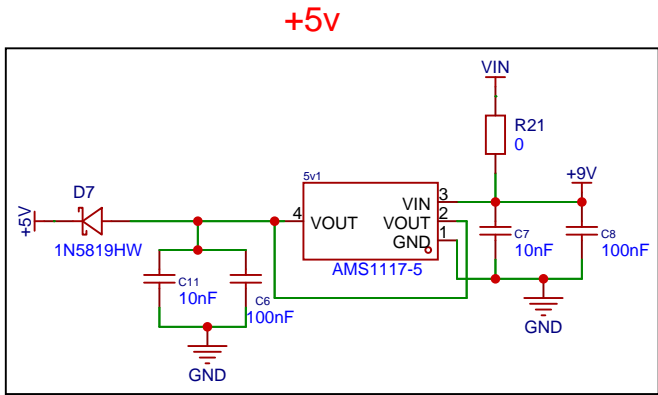 +5v
VIN
R21
0
+9V
5v1
D7
+5V
1N5819HW
4
VOUT
VIN
3
VOUT
2
GND
1
AMS1117-5
C7
10nF
C8
100nF
C11
10nF
C6
100nF
GND
GND